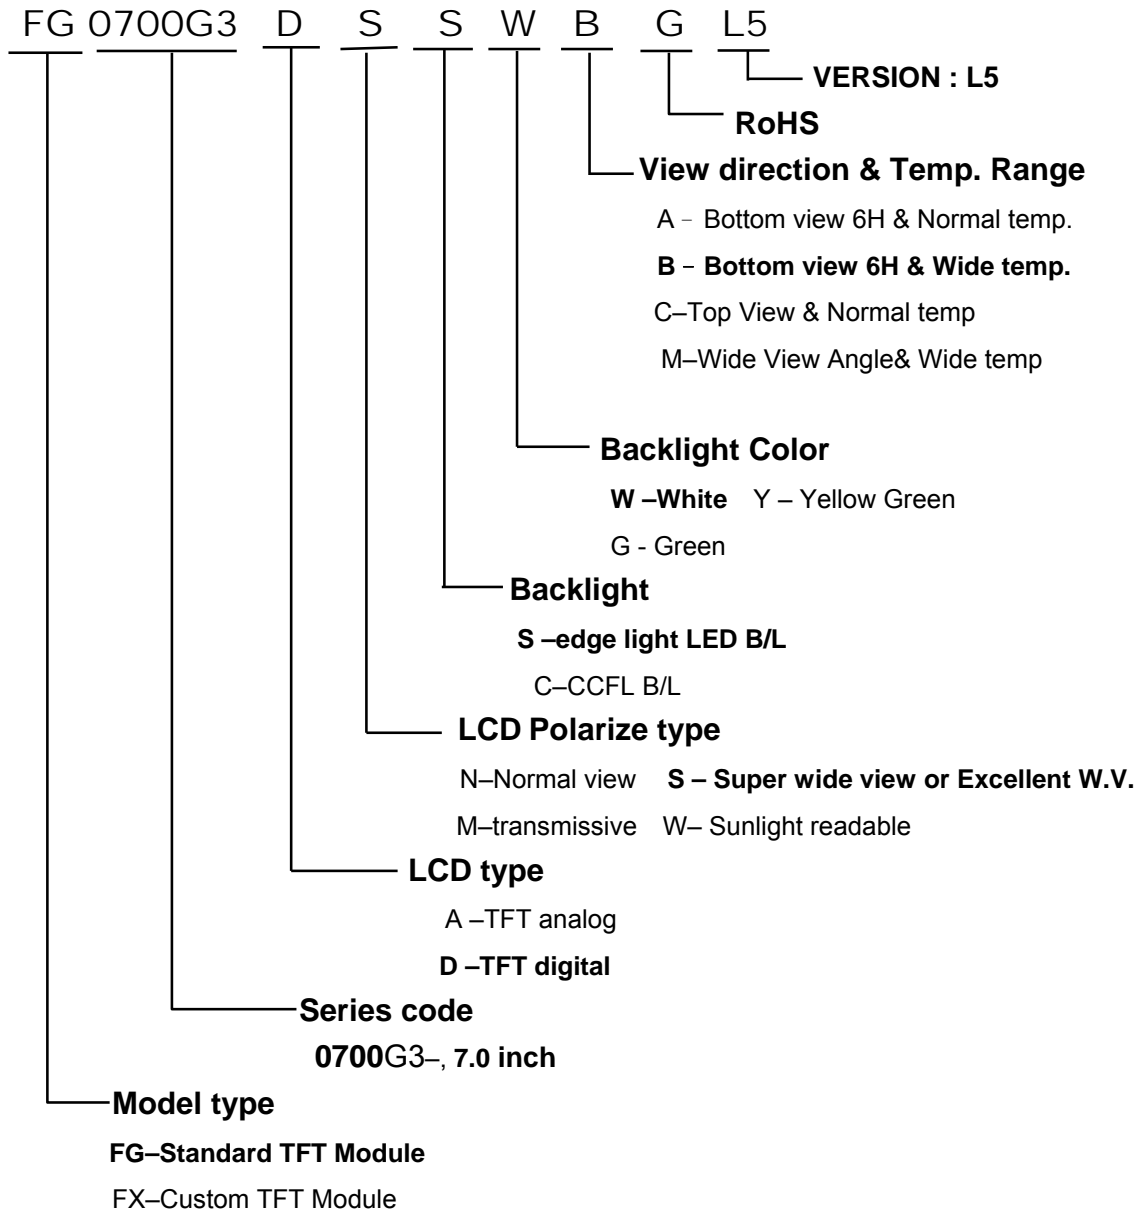 FG 0700G3 D S S W B G L5
VERSION : L5
RoHS
View direction & Temp. Range
A – Bottom view 6H & Normal temp.
B – Bottom view 6H & Wide temp.
C–Top View & Normal temp
M–Wide View Angle& Wide temp
Backlight Color
W –White Y – Yellow Green
G - Green
Backlight
S –edge light LED B/L
C–CCFL B/L
LCD Polarize type
N–Normal view S – Super wide view or Excellent W.V.
M–transmissive W– Sunlight readable
LCD type
A –TFT analog
D –TFT digital
Series code
0700G3–, 7.0 inch
Model type
FG–Standard TFT Module
FX–Custom TFT Module